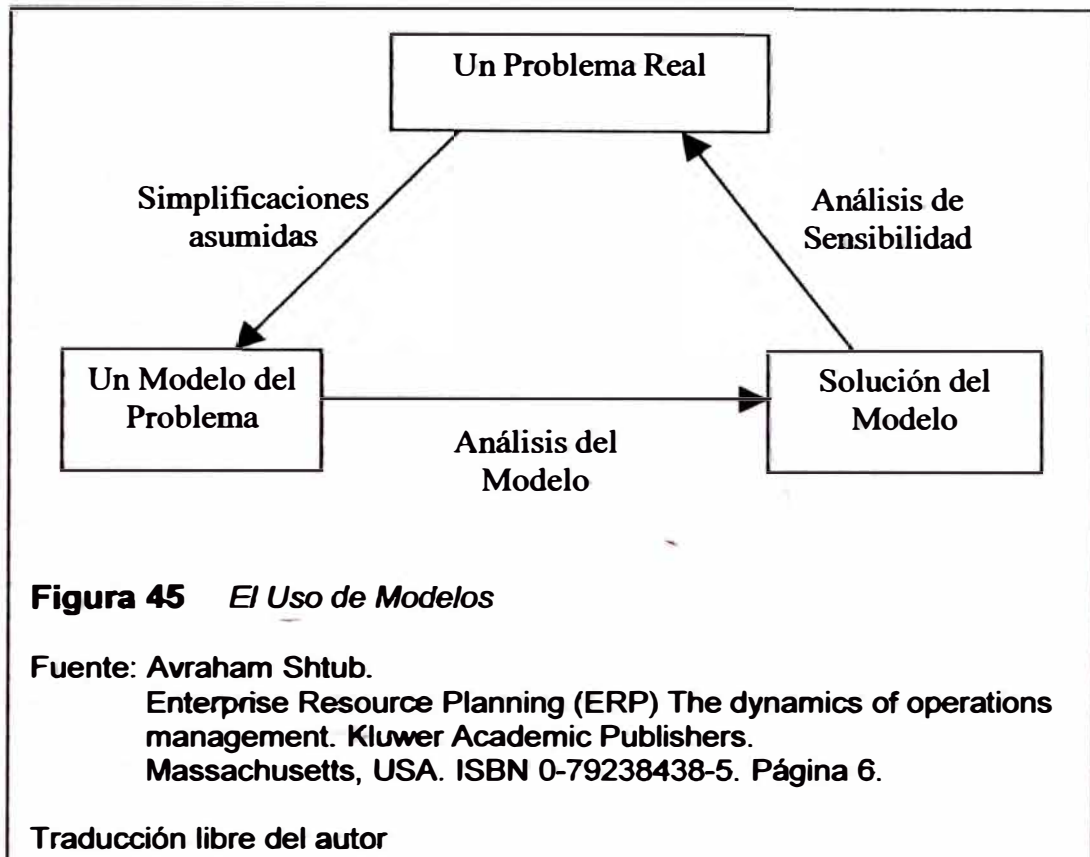 Un Problema Real
Simplificaciones
asumidas
Análisis de
Sensibilidad
Un Modelo del
Problema
Solución del
Modelo
Análisis del
Modelo
Figura 45 El Uso de Modelos
Fuente: Avraham Shtub.
Enterprise Resource Planning (ERP) The dynamics of operations
management. Kluwer Academic Publishers.
Massachusetts, USA. ISBN 0-79238438-5. Página 6.
Traducción libre del autor